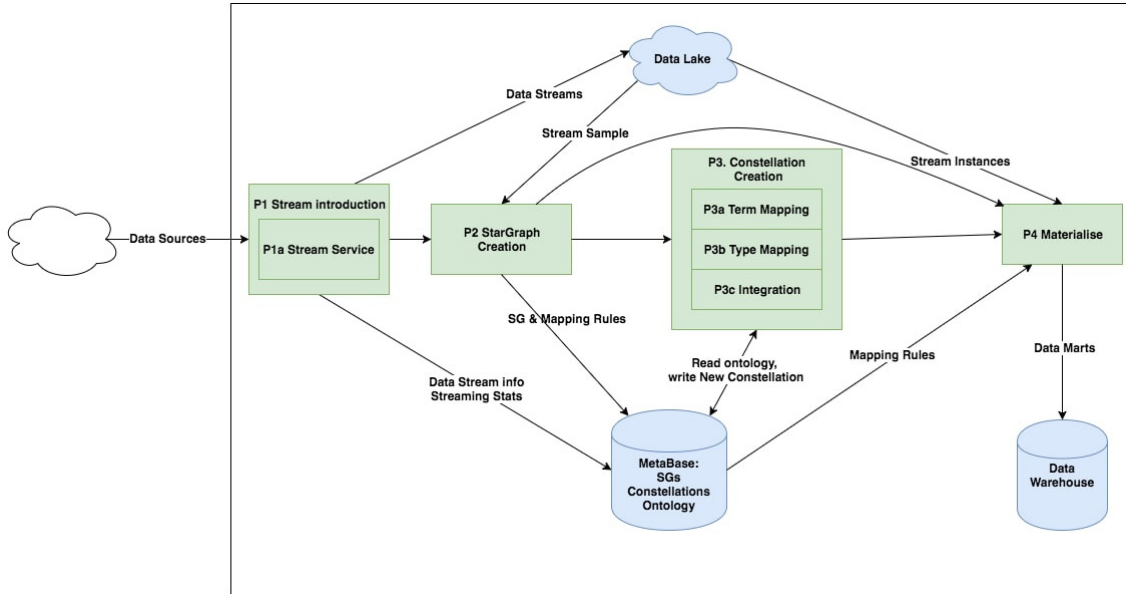 Data Lake
Data Streams
Stream Sample
Stream Instances
P1 Stream introduction
P1a Stream Service
Data Sources
P2 StarGraph
Creation
P3. Constellation
Creation
P3a Term Mapping
P3b Type Mapping
P3c Integration
P4 Materialise
SG & Mapping Rules
Data Stream info
Streaming Stats
Read ontology,
write New Constellation
Mapping Rules
Data Marts
MetaBase:
SGs
Constellations
Ontology
Data
Warehouse